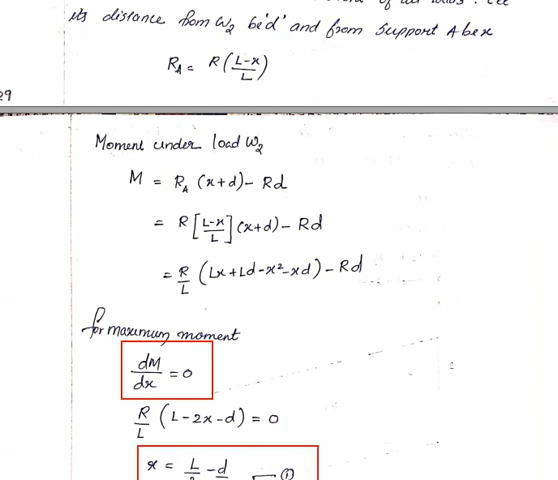 its distance from W₂ be 'd' and from support A be x
R_A = R(L-x/L)
29
Moment under load W₂
M = R_A (x+d) - Rd
= R[L-x/L](x+d) - Rd
= R/L (Lx+Ld-x²-xd) - Rd
for maximum moment
dM/dx = 0
R/L (L-2x-d) = 0
x = L/2 - d/2 — ①